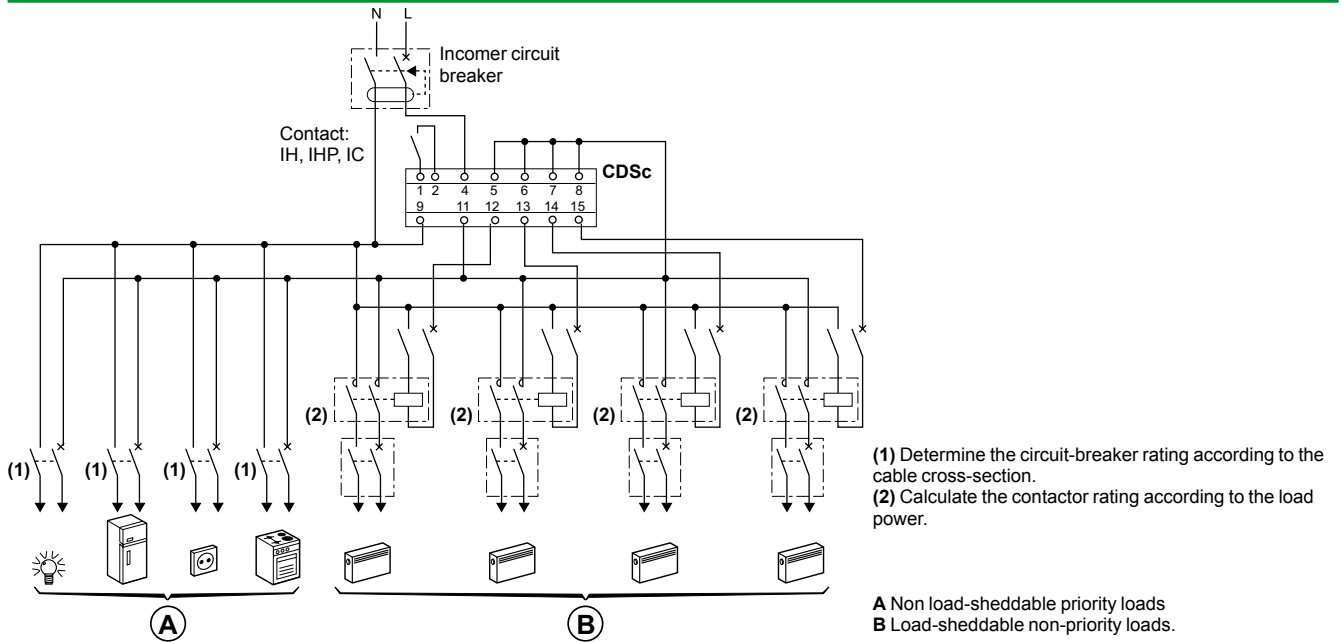 N L
Incomer circuit
breaker
Contact:
IH, IHP, IC
CDSc
1 2 4 5 6 7 8
9 11 12 13 14 15
(2) (2) (2) (2)
(1) (1) (1) (1)
(1) Determine the circuit-breaker rating according to the
cable cross-section.
(2) Calculate the contactor rating according to the load
power.
A B
A Non load-sheddable priority loads
B Load-sheddable non-priority loads.